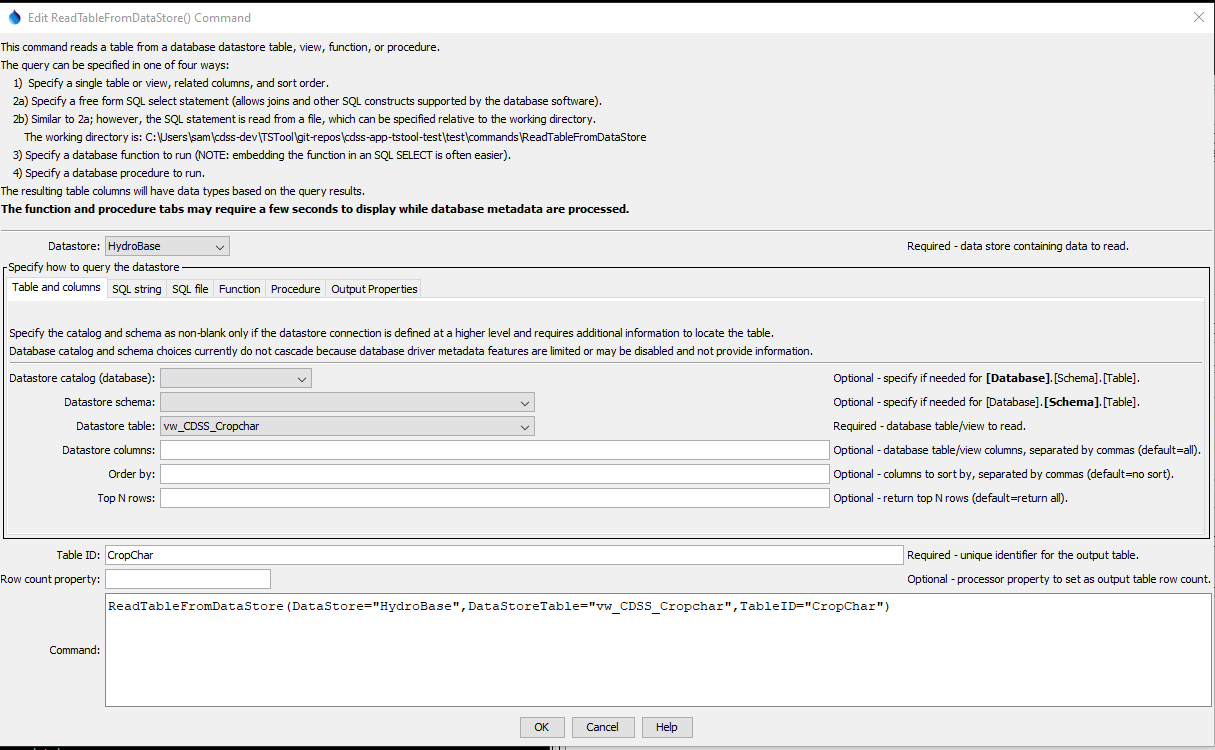 Edit ReadTableFromDataStore() Command
This command reads a table from a database datastore table, view, function, or procedure.
The query can be specified in one of four ways:
1) Specify a single table or view, related columns, and sort order.
2a) Specify a free form SQL select statement (allows joins and other SQL constructs supported by the database software).
2b) Similar to 2a; however, the SQL statement is read from a file, which can be specified relative to the working directory.
The working directory is: C:\Users\sam\cdss-dev\TSTool\git-repos\cdss-app-tstool-test\test\commands\ReadTableFromDataStore
3) Specify a database function to run (NOTE: embedding the function in an SQL SELECT is often easier).
4) Specify a database procedure to run.
The resulting table columns will have data types based on the query results.
The function and procedure tabs may require a few seconds to display while database metadata are processed.
Datastore: HydroBase Required - data store containing data to read.
Specify how to query the datastore
Table and columns SQL string SQL file Function Procedure Output Properties
Specify the catalog and schema as non-blank only if the datastore connection is defined at a higher level and requires additional information to locate the table.
Database catalog and schema choices currently do not cascade because database driver metadata features are limited or may be disabled and not provide information.
Datastore catalog (database): Optional - specify if needed for [Database].[Schema].[Table].
Datastore schema: Optional - specify if needed for [Database].[Schema].[Table].
Datastore table: vw_CDSS_Cropchar Required - database table/view to read.
Datastore columns: Optional - database table/view columns, separated by commas (default=all).
Order by: Optional - columns to sort by, separated by commas (default=no sort).
Top N rows: Optional - return top N rows (default=return all).
Table ID: CropChar Required - unique identifier for the output table.
Row count property: Optional - processor property to set as output table row count.
Command: ReadTableFromDataStore(DataStore="HydroBase",DataStoreTable="vw_CDSS_Cropchar",TableID="CropChar")
OK Cancel Help